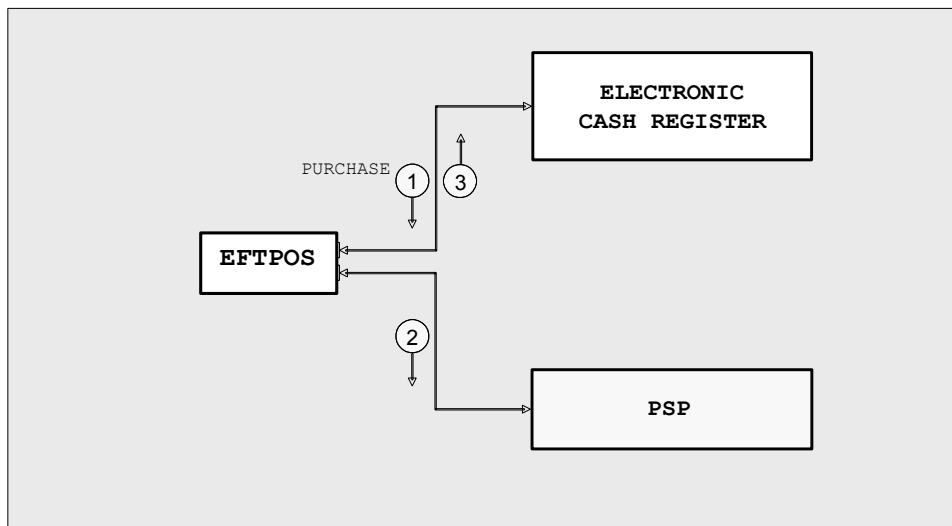 ELECTRONIC
CASH REGISTER
PURCHASE
1
3
EFTPOS
2
PSP